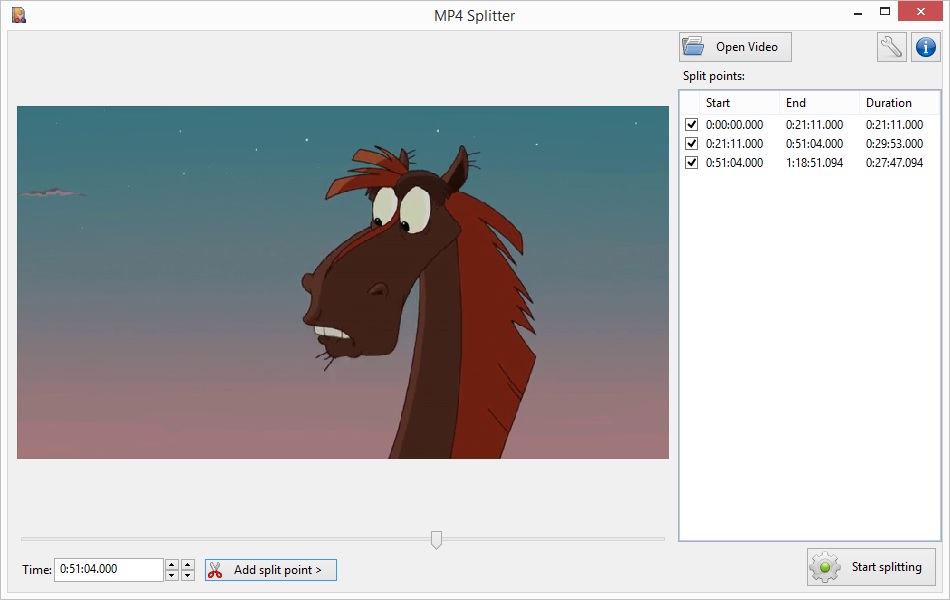 MP4 Splitter
Open Video
Split points:
Start End Duration
0:00:00.000 0:21:11.000 0:21:11.000
0:21:11.000 0:51:04.000 0:29:53.000
0:51:04.000 1:18:51.094 0:27:47.094
Time: 0:51:04.000 Add split point >
Start splitting